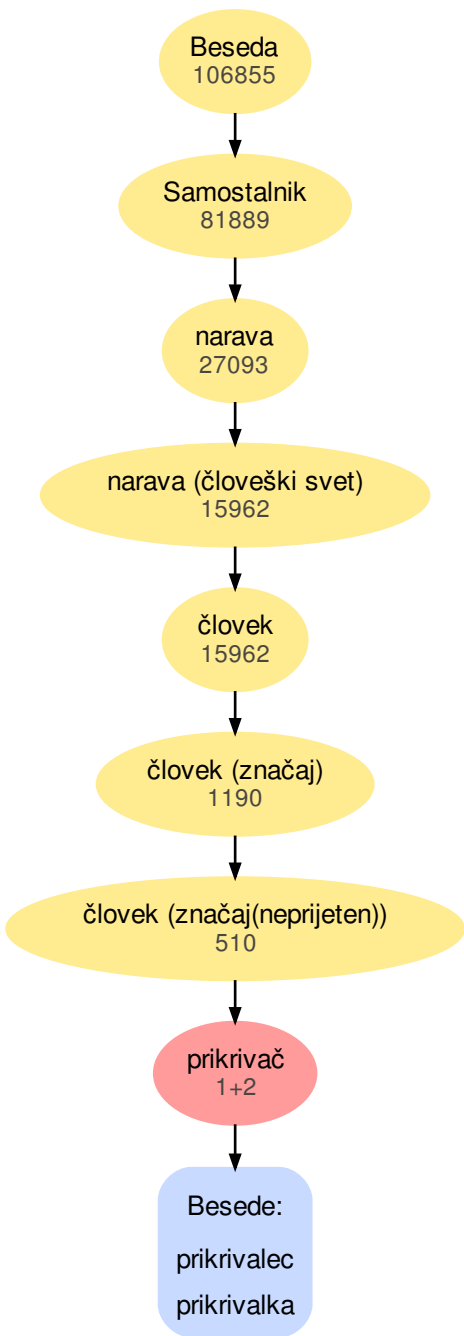 Beseda
106855
Samostalnik
81889
narava
27093
narava (človeški svet)
15962
človek
15962
človek (značaj)
1190
človek (značaj(neprijeten))
510
prikrivač
1+2
Besede:
prikrivalec
prikrivalka